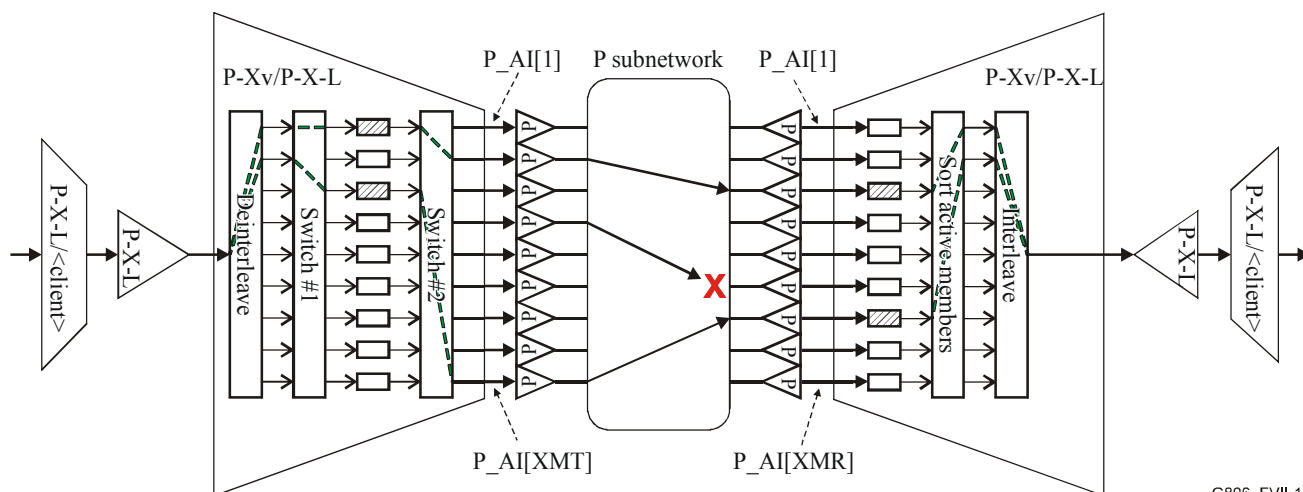 P_AI[1]
P subnetwork
P_AI[1]
P-Xv/P-X-L
P-Xv/P-X-L
P-X-L/<client>
P-X-L
Deinterleave
Switch #1
Switch #2
P
P
P
P
P
P
P
P
P
X
P
P
P
P
P
P
P
P
P
Sort active members
Interleave
P-X-L
P-X-L/<client>
P_AI[XMT]
P_AI[XMR]